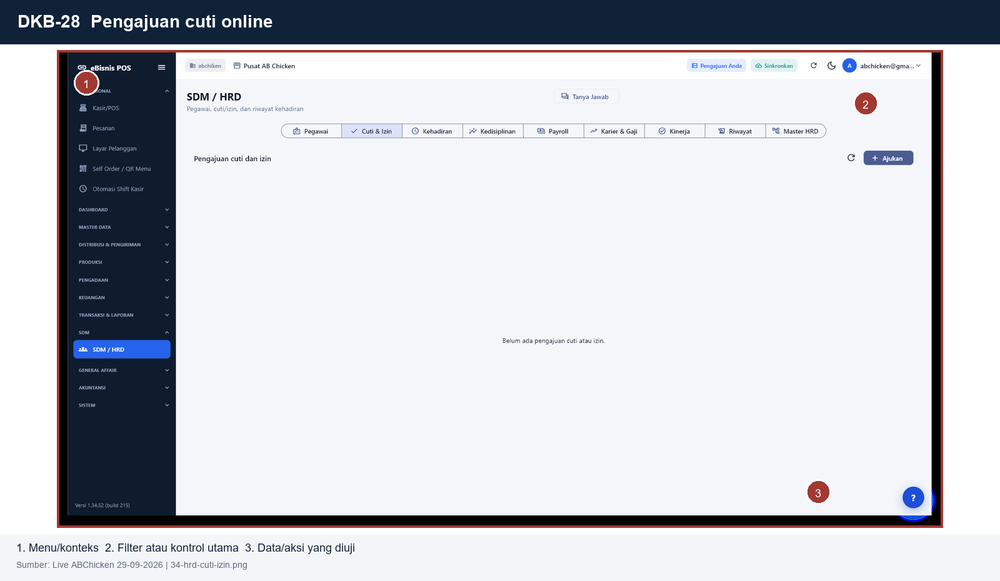 DKB-28 Pengajuan cuti online
eBisnis POS
abchiken
Pusat AB Chicken
Pengajuan Anda
Sinkronkan
A
abchicken@gma...
1
IONAL
Kasir/POS
Pesanan
Layar Pelanggan
Self Order / QR Menu
Otomasi Shift Kasir
DASHBOARD
MASTER DATA
DISTRIBUSI & PENGIRIMAN
PRODUKSI
PENGADAAN
KEUANGAN
TRANSAKSI & LAPORAN
SDM
SDM / HRD
GENERAL AFFAIR
AKUNTANSI
SISTEM
Versi 1.34.52 (build 215)
SDM / HRD
Pegawai, cuti/izin, dan riwayat kehadiran
Tanya Jawab
2
Pegawai
Cuti & Izin
Kehadiran
Kedisiplinan
Payroll
Karier & Gaji
Kinerja
Riwayat
Master HRD
Pengajuan cuti dan izin
+ Ajukan
Belum ada pengajuan cuti atau izin.
3
?
1. Menu/konteks 2. Filter atau kontrol utama 3. Data/aksi yang diuji
Sumber: Live ABChicken 29-09-2026 | 34-hrd-cuti-izin.png